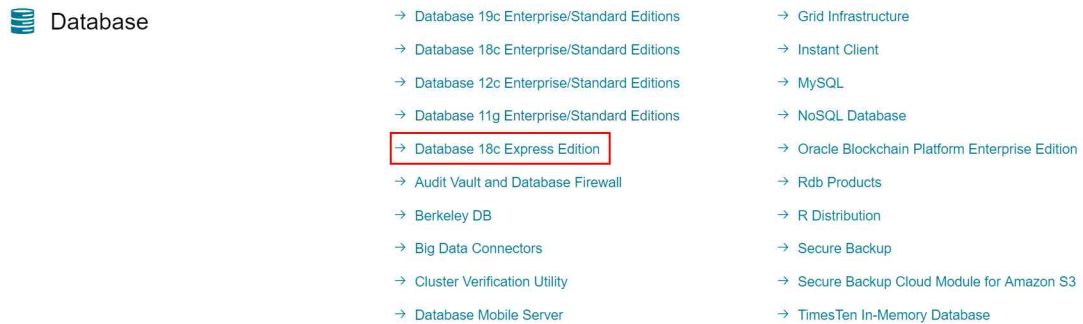 Database
→ Database 19c Enterprise/Standard Editions
→ Database 18c Enterprise/Standard Editions
→ Database 12c Enterprise/Standard Editions
→ Database 11g Enterprise/Standard Editions
→ Database 18c Express Edition
→ Audit Vault and Database Firewall
→ Berkeley DB
→ Big Data Connectors
→ Cluster Verification Utility
→ Database Mobile Server
→ Grid Infrastructure
→ Instant Client
→ MySQL
→ NoSQL Database
→ Oracle Blockchain Platform Enterprise Edition
→ Rdb Products
→ R Distribution
→ Secure Backup
→ Secure Backup Cloud Module for Amazon S3
→ TimesTen In-Memory Database